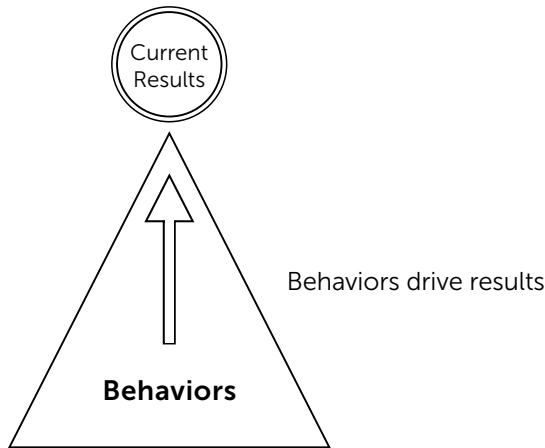 Current
Results
Behaviors drive results
Behaviors